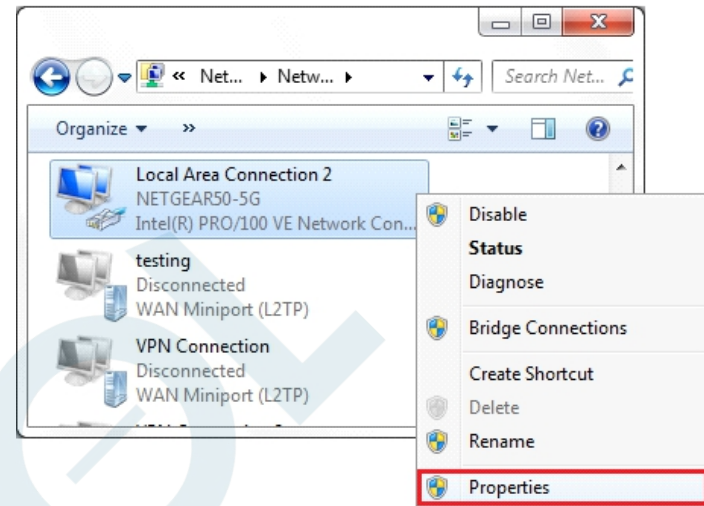 « Net... ▸ Netw... ▸
Search Net...
Organize
»
Local Area Connection 2
NETGEAR50-5G
Intel(R) PRO/100 VE Network Con...
testing
Disconnected
WAN Miniport (L2TP)
VPN Connection
Disconnected
WAN Miniport (L2TP)
Disable
Status
Diagnose
Bridge Connections
Create Shortcut
Delete
Rename
Properties